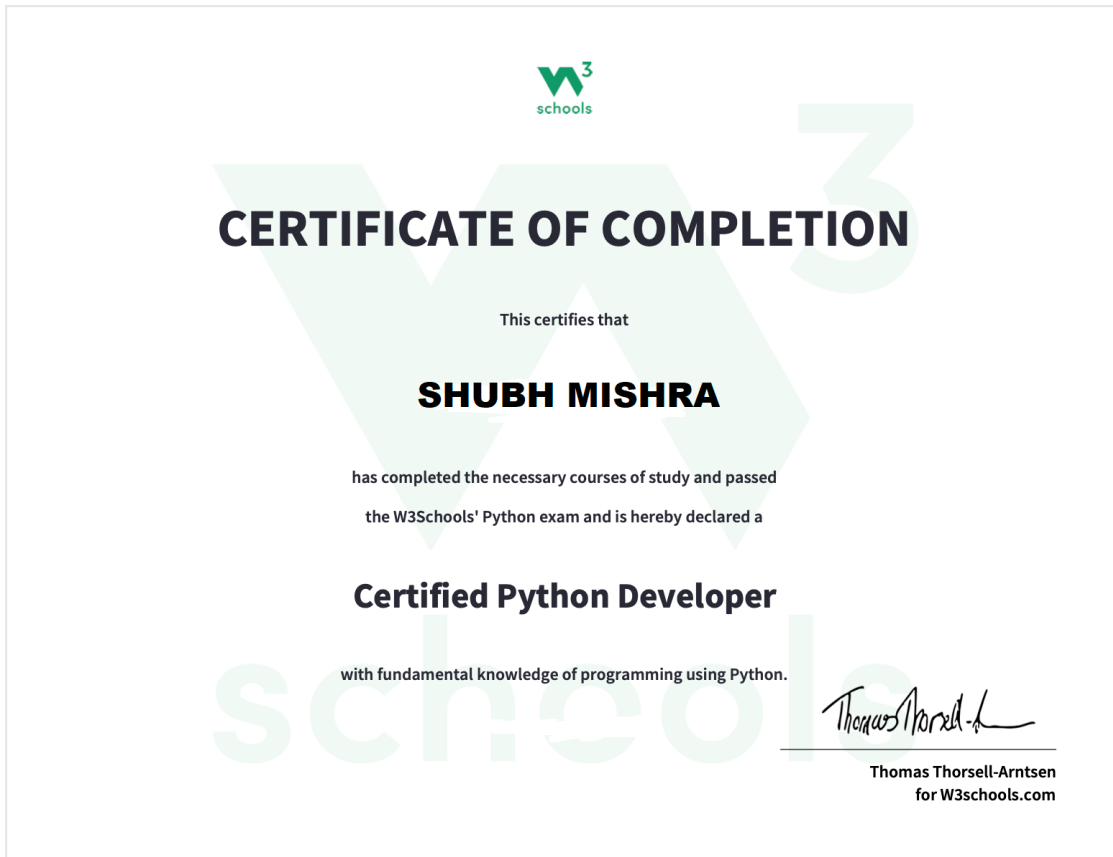 W3
schools
CERTIFICATE OF COMPLETION
This certifies that
SHUBH MISHRA
has completed the necessary courses of study and passed
the W3Schools' Python exam and is hereby declared a
Certified Python Developer
with fundamental knowledge of programming using Python.
Thomas Thorsell-A
Thomas Thorsell-Arntsen
for W3schools.com